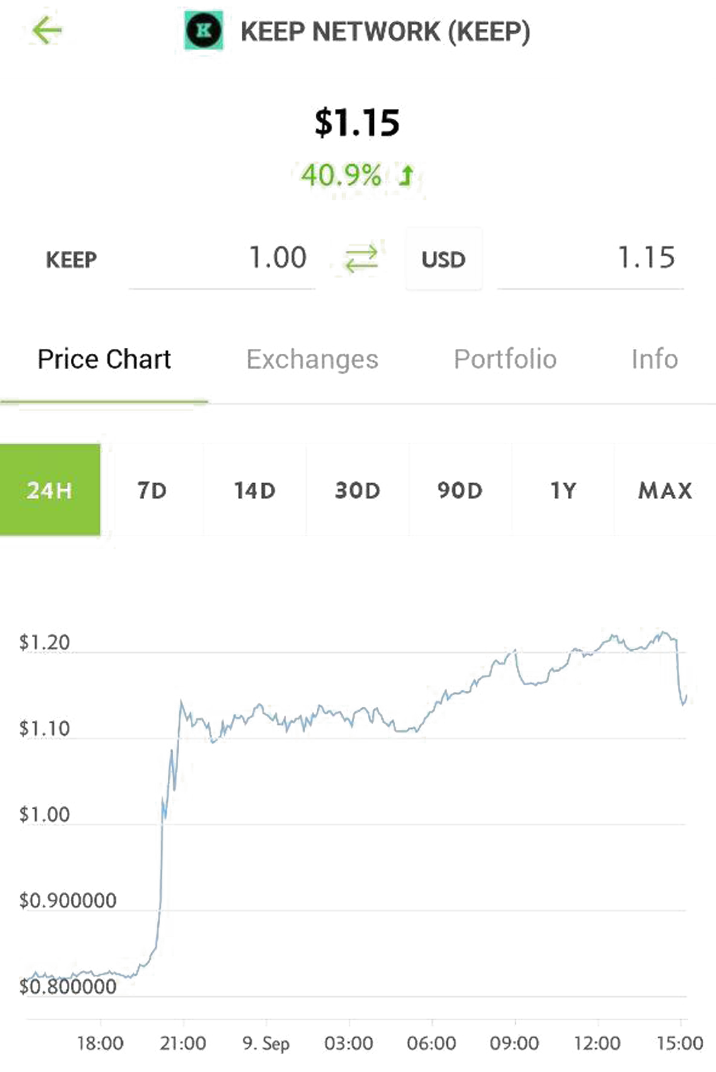 KEEP NETWORK (KEEP)
$1.15
40.9%
KEEP 1.00 USD 1.15
Price Chart Exchanges Portfolio Info
24H 7D 14D 30D 90D 1Y MAX
$1.20
$1.10
$1.00
$0.900000
$0.800000
18:00 21:00 9. Sep 03:00 06:00 09:00 12:00 15:00